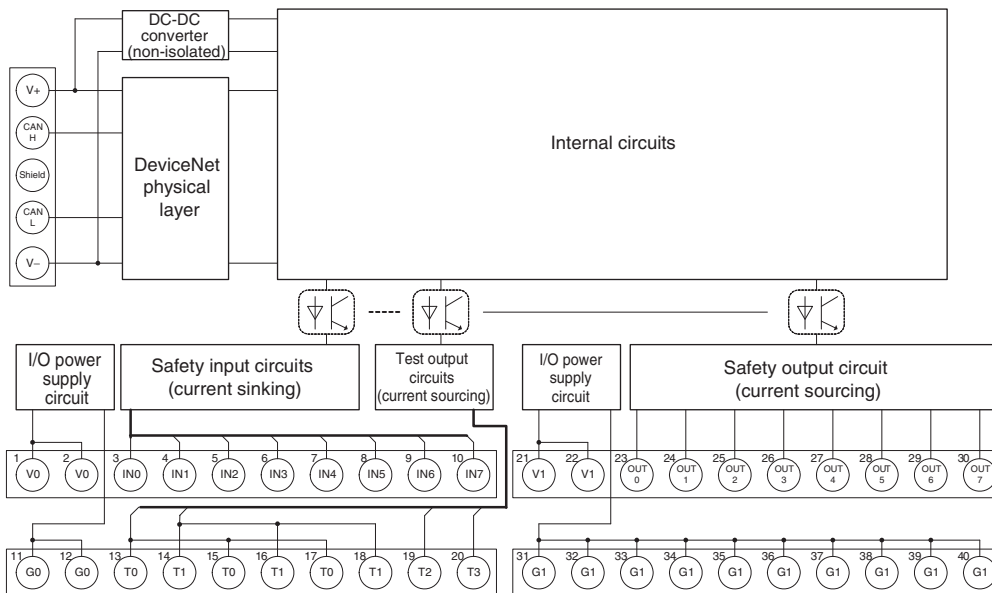 DC-DC
converter
(non-isolated)
V+
CAN
H
Shield
CAN
L
V–
DeviceNet
physical
layer
Internal circuits
I/O power
supply
circuit
Safety input circuits
(current sinking)
Test output
circuits
(current sourcing)
I/O power
supply
circuit
Safety output circuit
(current sourcing)
1 2 3 4 5 6 7 8 9 10
V0 V0 IN0 IN1 IN2 IN3 IN4 IN5 IN6 IN7
21 22 23 24 25 26 27 28 29 30
V1 V1 OUT 0 OUT 1 OUT 2 OUT 3 OUT 4 OUT 5 OUT 6 OUT 7
11 12 13 14 15 16 17 18 19 20
G0 G0 T0 T1 T0 T1 T0 T1 T2 T3
31 32 33 34 35 36 37 38 39 40
G1 G1 G1 G1 G1 G1 G1 G1 G1 G1